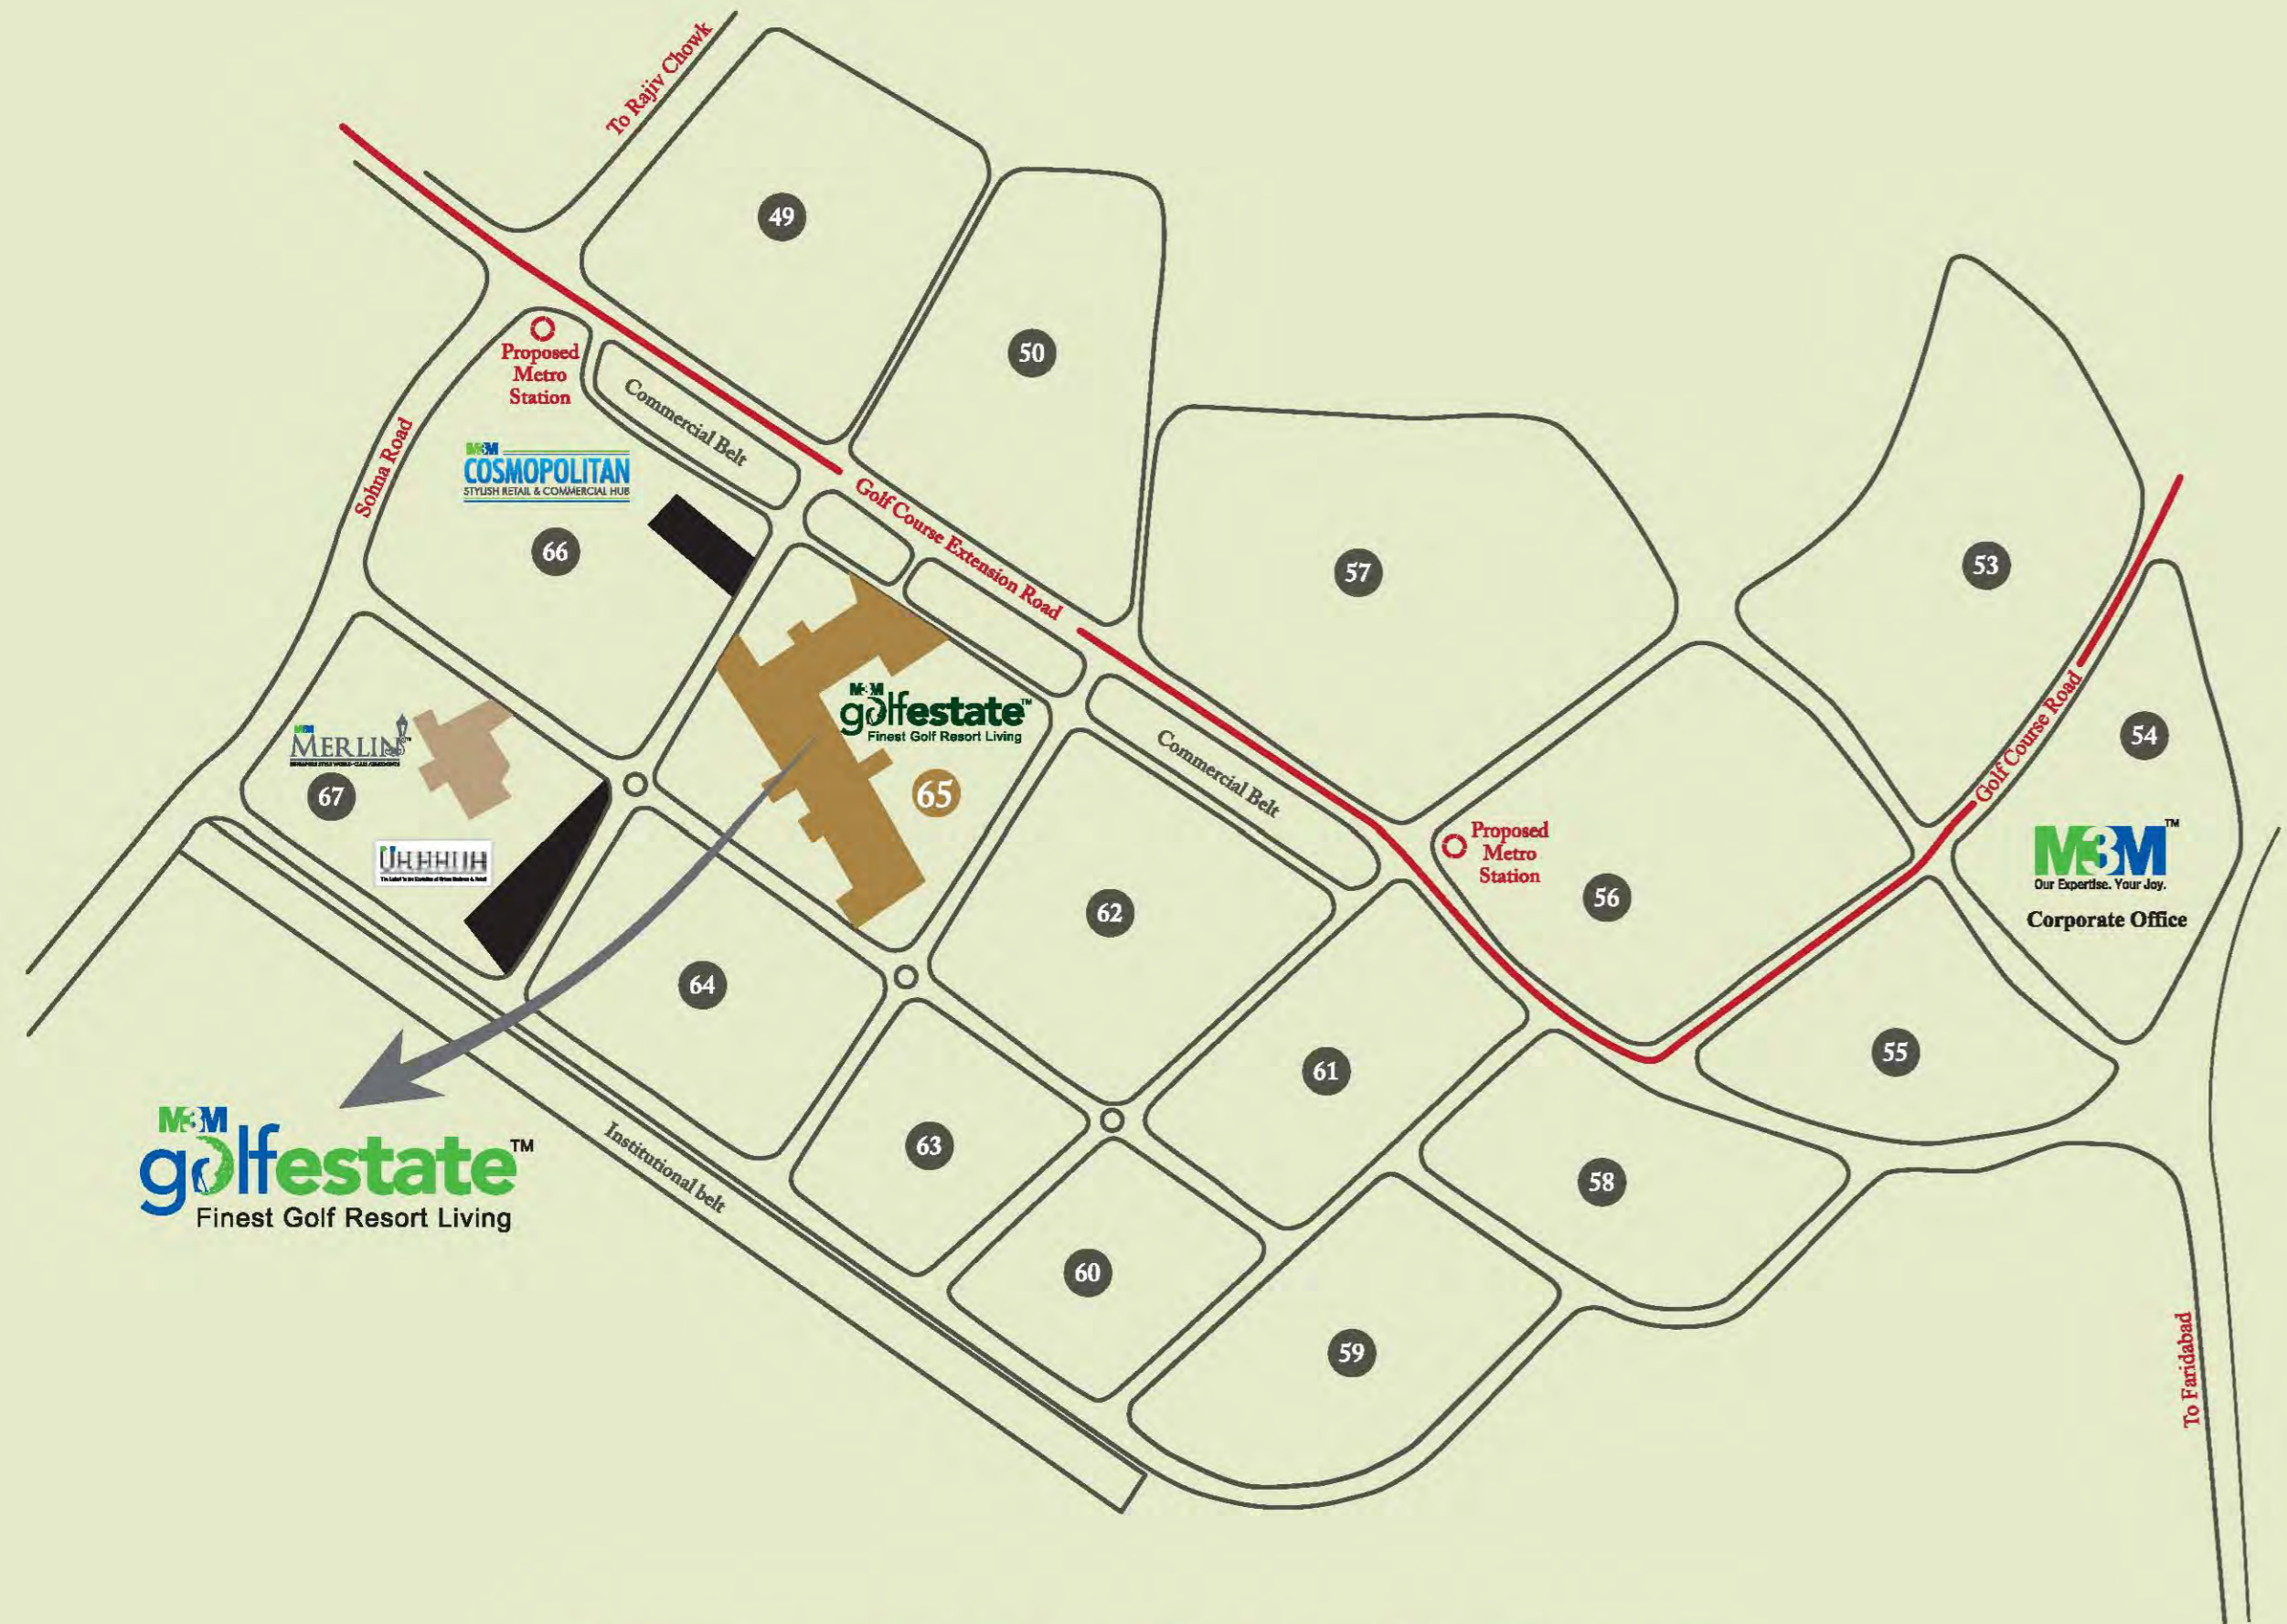 To Rajiv Chowk
49
50
Proposed
Metro
Station
Commercial Belt
Sohna Road
M3M
COSMOPOLITAN
STYLISH RETAIL & COMMERCIAL HUB
66
Golf Course Extension Road
57
53
M3M
golfestate™
Finest Golf Resort Living
65
MERLIN
67
Commercial Belt
Golf Course Road
54
Proposed
Metro
Station
56
M3M™
Our Expertise. Your Joy.
Corporate Office
62
64
61
55
M3M
golfestate™
Finest Golf Resort Living
Institutional belt
63
58
60
59
To Faridabad